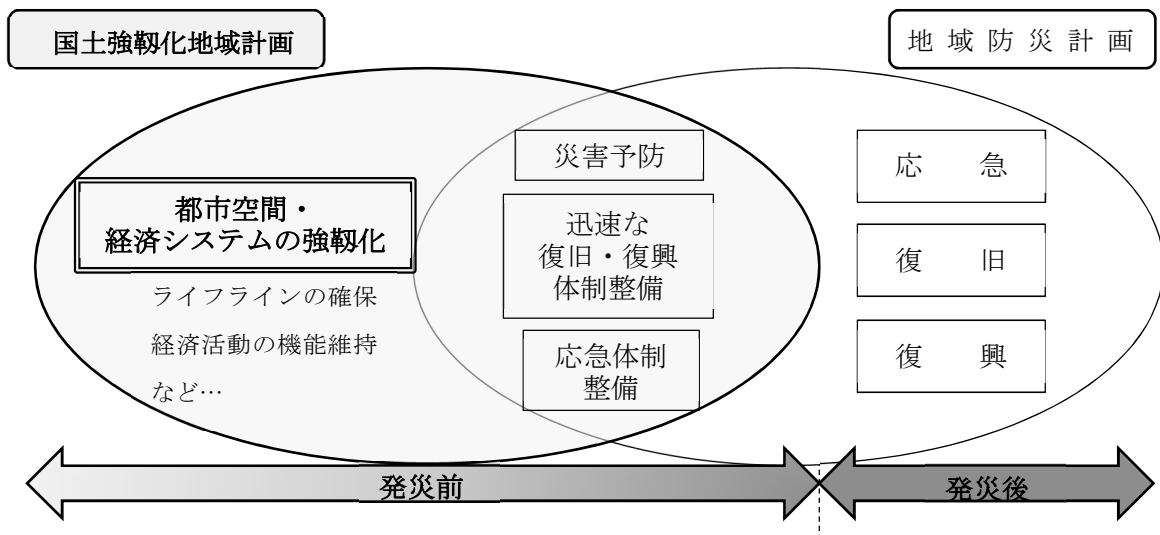 国土強靱化地域計画
地域防災計画
都市空間・
経済システムの強靱化
ライフラインの確保
経済活動の機能維持
など…
災害予防
迅速な
復旧・復興
体制整備
応急体制
整備
応　　急
復　　旧
復　　興
発災前
発災後